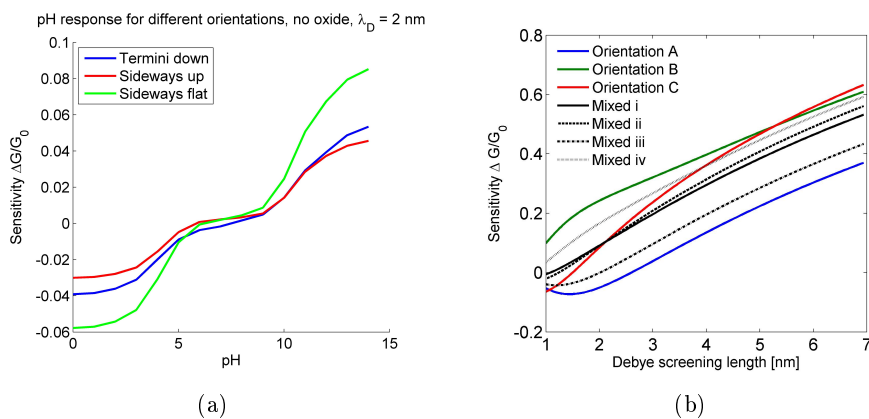 pH response for different orientations, no oxide, λD = 2 nm
Sensitivity ΔG/G0
0.1
0.08
0.06
0.04
0.02
0
-0.02
-0.04
-0.06
Termini down
Sideways up
Sideways flat
0 5 10 15
pH
(a)
Sensitivity Δ G/G0
0.8
0.6
0.4
0.2
0
-0.2
Orientation A
Orientation B
Orientation C
Mixed i
Mixed ii
Mixed iii
Mixed iv
1 2 3 4 5 6 7
Debye screening length [nm]
(b)